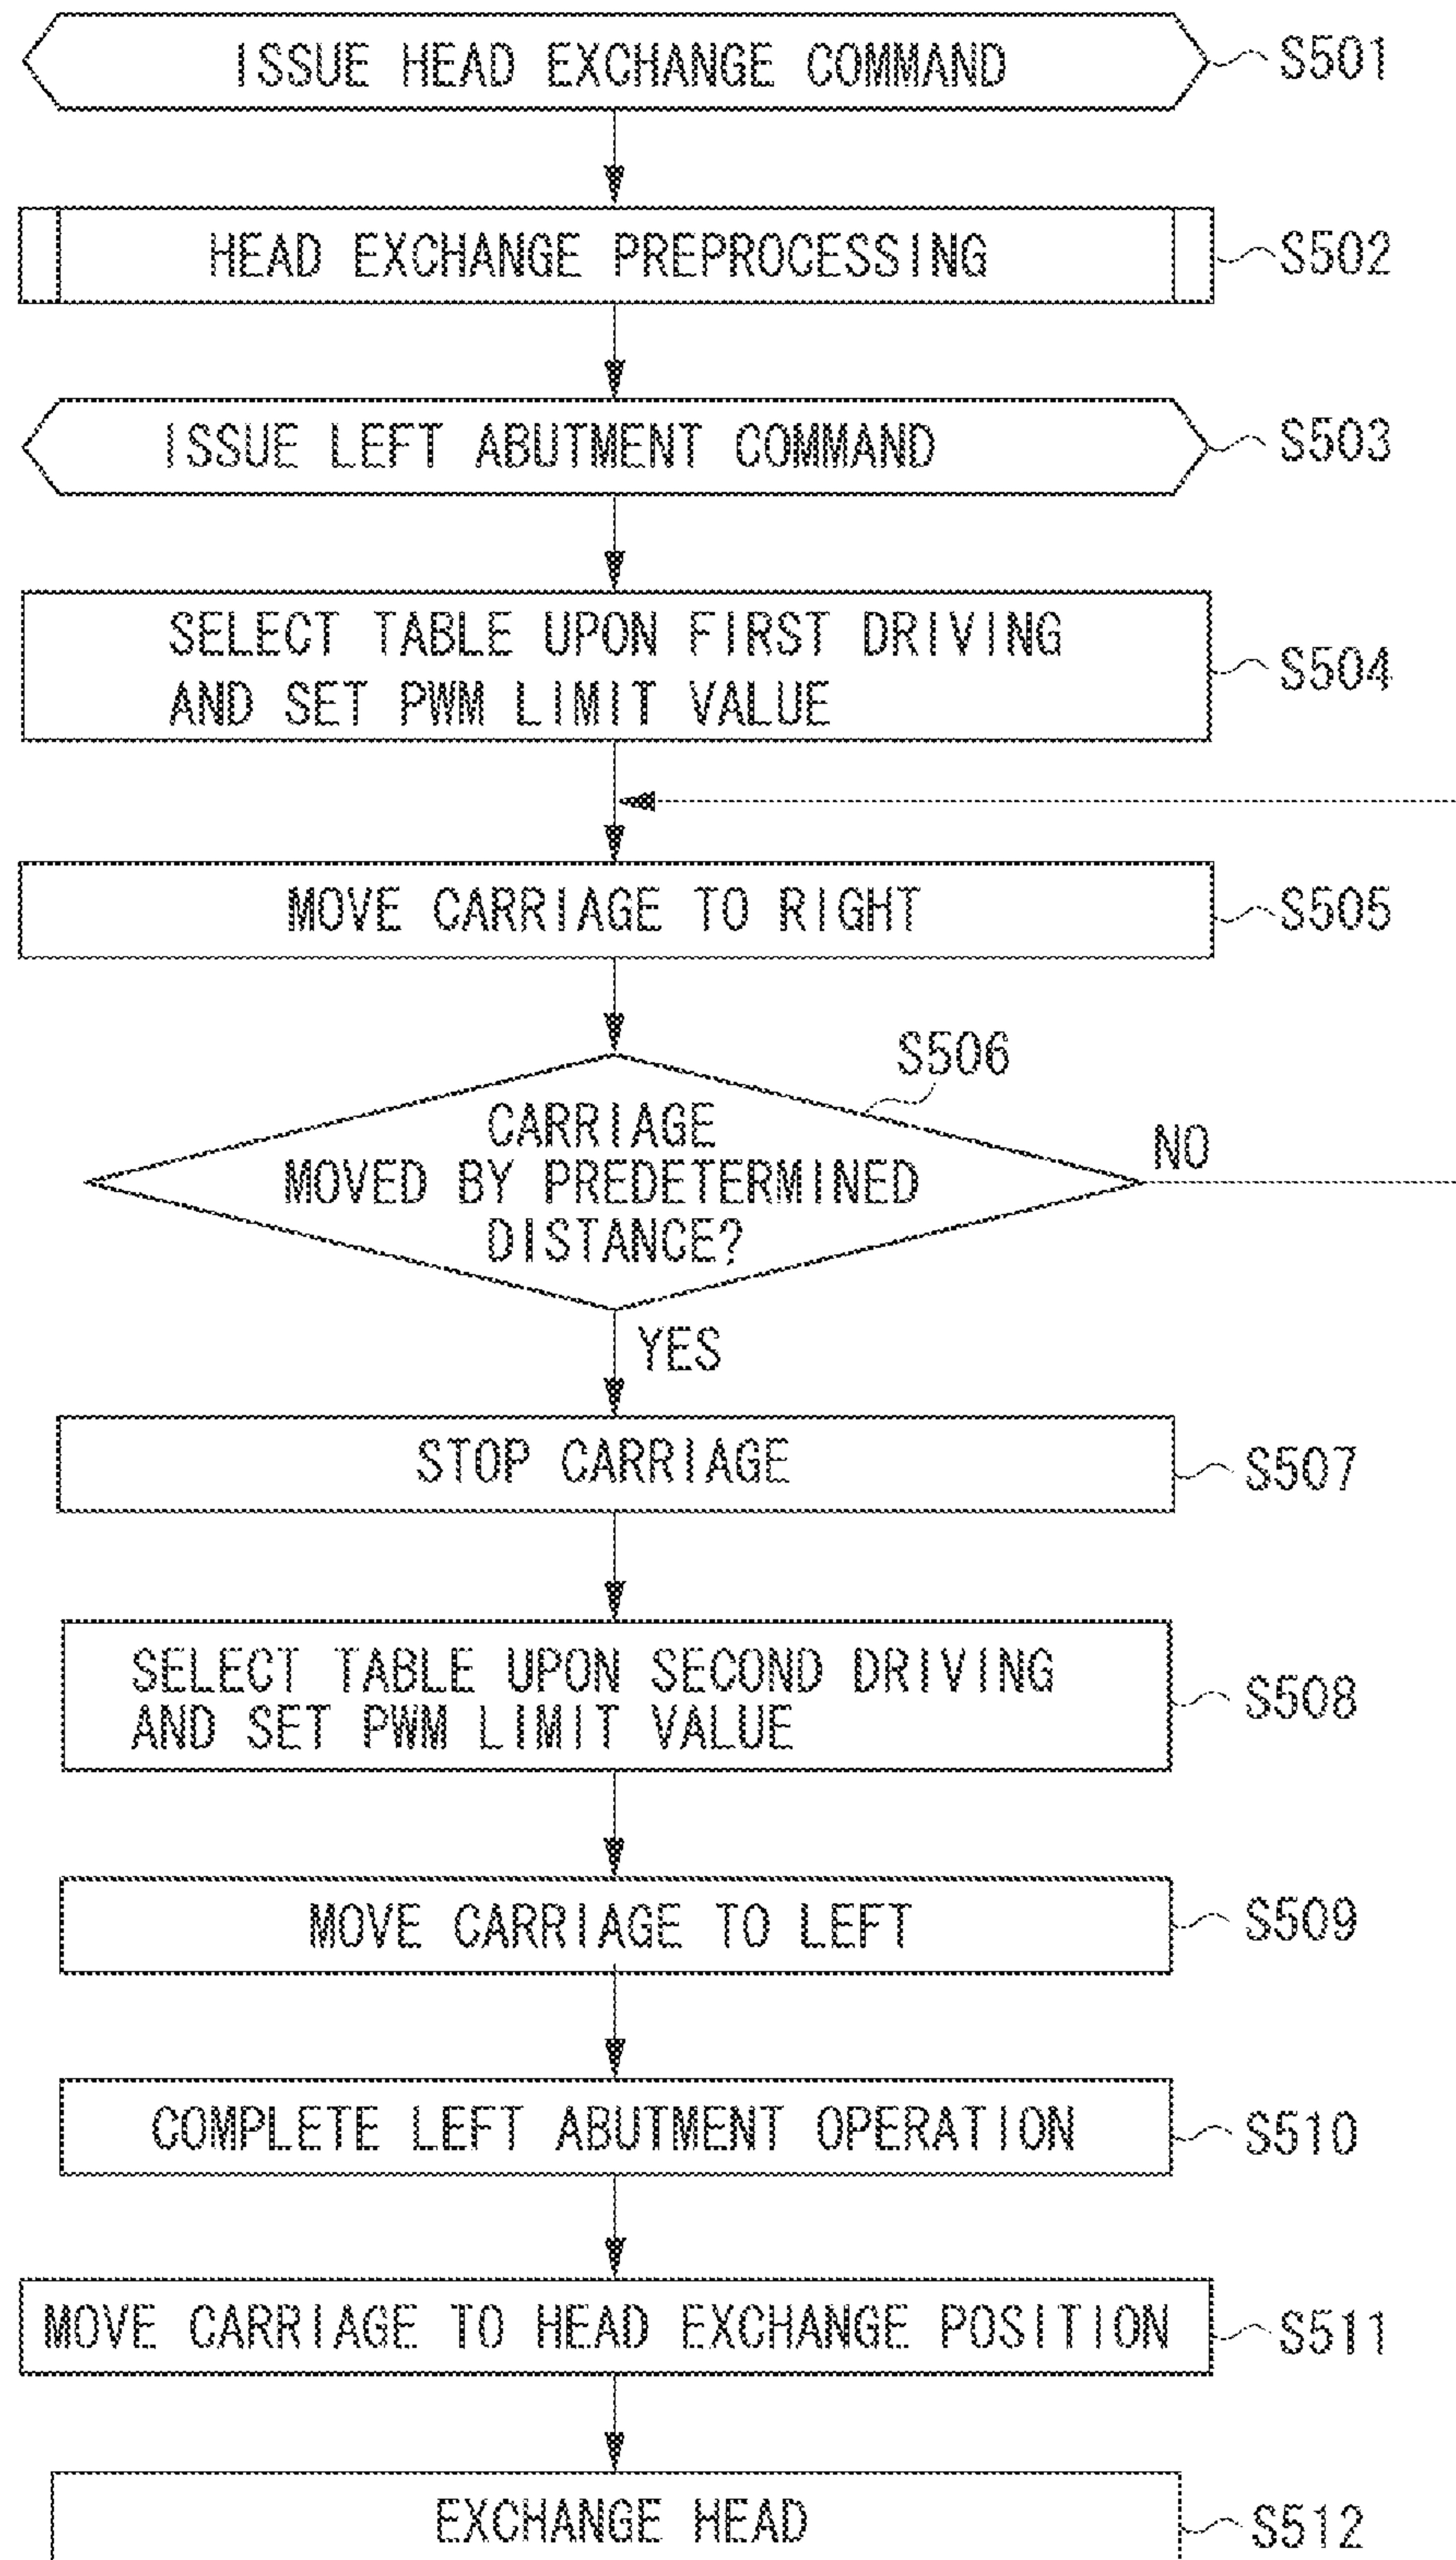 ISSUE HEAD EXCHANGE COMMAND
S501
HEAD EXCHANGE PREPROCESSING
S502
ISSUE LEFT ABUTMENT COMMAND
S503
SELECT TABLE UPON FIRST DRIVING
AND SET PWM LIMIT VALUE
S504
MOVE CARRIAGE TO RIGHT
S505
S506
CARRIAGE
MOVED BY PREDETERMINED
DISTANCE?
NO
YES
STOP CARRIAGE
S507
SELECT TABLE UPON SECOND DRIVING
AND SET PWM LIMIT VALUE
S508
MOVE CARRIAGE TO LEFT
S509
COMPLETE LEFT ABUTMENT OPERATION
S510
MOVE CARRIAGE TO HEAD EXCHANGE POSITION
S511
EXCHANGE HEAD
S512